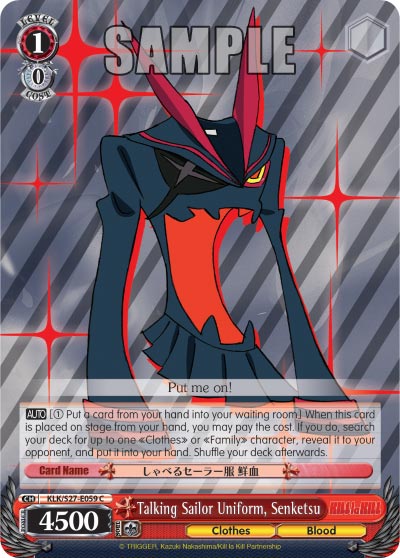 LEVEL
1
SAMPLE
0
COST
Put me on!
AUTO [① Put a card from your hand into your waiting room] When this card
is placed on stage from your hand, you may pay the cost. If you do, search
your deck for up to one «Clothes» or «Family» character, reveal it to your
opponent, and put it into your hand. Shuffle your deck afterwards.
Card Name しゃべるセーラー服 鮮血
CH KLK/S27-E059 C
POWER 4500 SOUL Talking Sailor Uniform, Senketsu KILL la KILL
Clothes Blood
© TRIGGER, Kazuki Nakashima/Kill la Kill Partnership